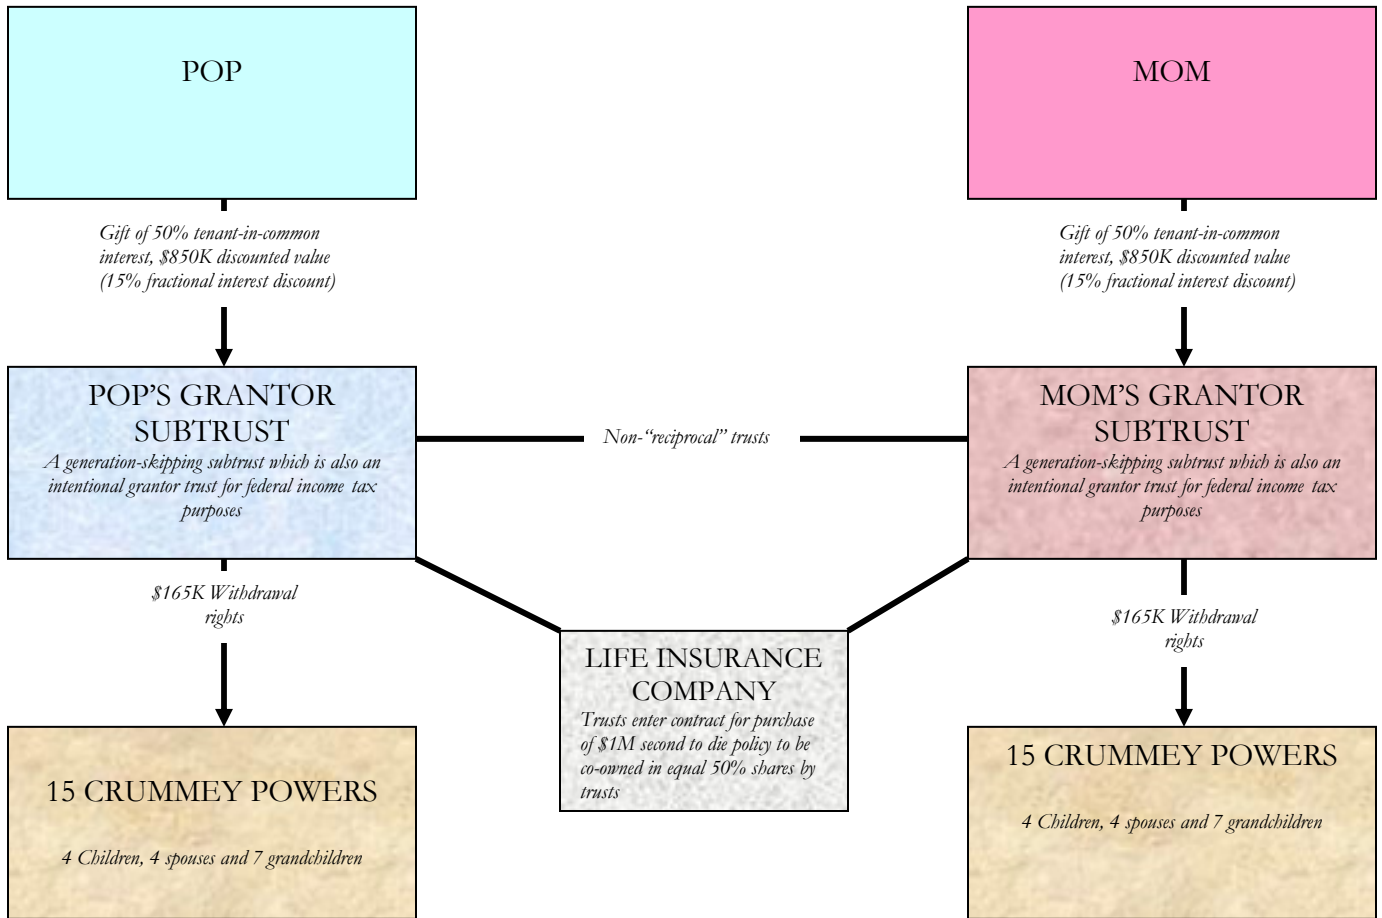 POP
MOM
Gift of 50% tenant-in-common
interest, $850K discounted value
(15% fractional interest discount)
Gift of 50% tenant-in-common
interest, $850K discounted value
(15% fractional interest discount)
POP’S GRANTOR
SUBTRUST
A generation-skipping subtrust which is also an
intentional grantor trust for federal income tax
purposes
Non-“reciprocal” trusts
MOM’S GRANTOR
SUBTRUST
A generation-skipping subtrust which is also an
intentional grantor trust for federal income tax
purposes
$165K Withdrawal
rights
$165K Withdrawal
rights
LIFE INSURANCE
COMPANY
Trusts enter contract for purchase
of $1M second to die policy to be
co-owned in equal 50% shares by
trusts
15 CRUMMEY POWERS
4 Children, 4 spouses and 7 grandchildren
15 CRUMMEY POWERS
4 Children, 4 spouses and 7 grandchildren